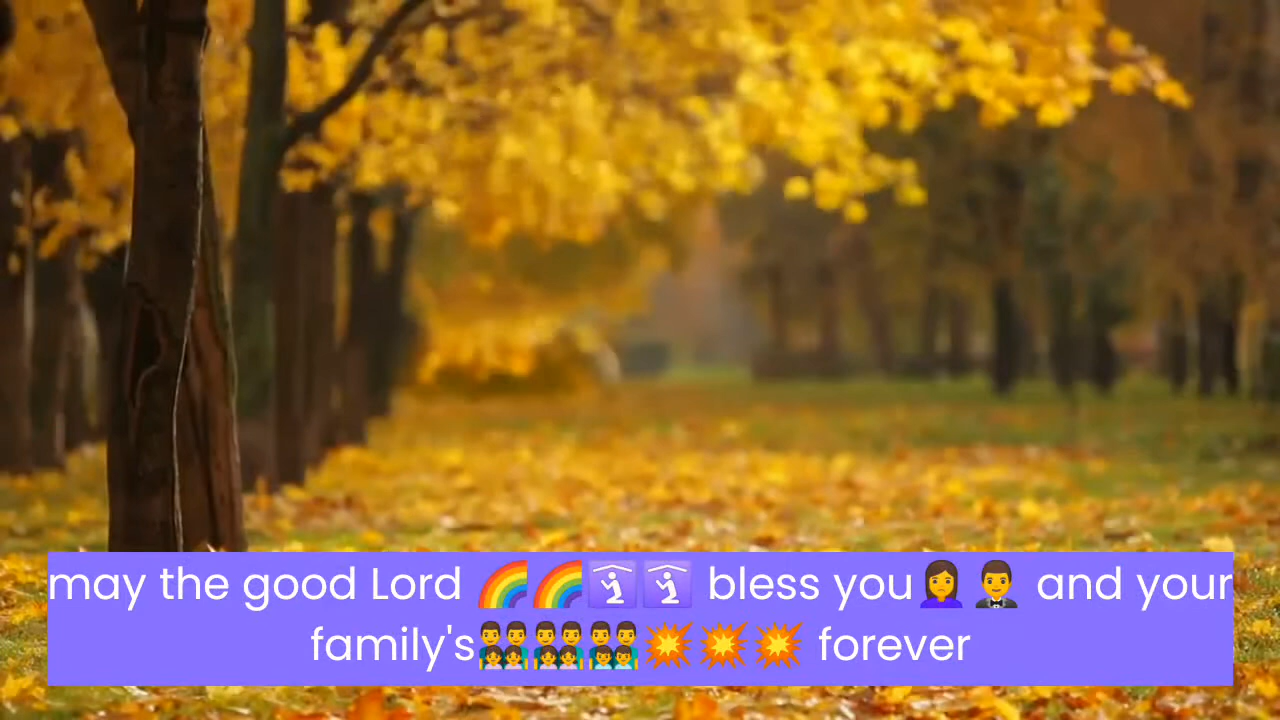 may the good Lord 🌈🌈🛐🛐 bless you🙎‍♀️🤵‍♂️ and your
family's👨‍👨‍👧‍👧👨‍👨‍👧‍👧👨‍👨‍👦‍👦💥💥💥 forever